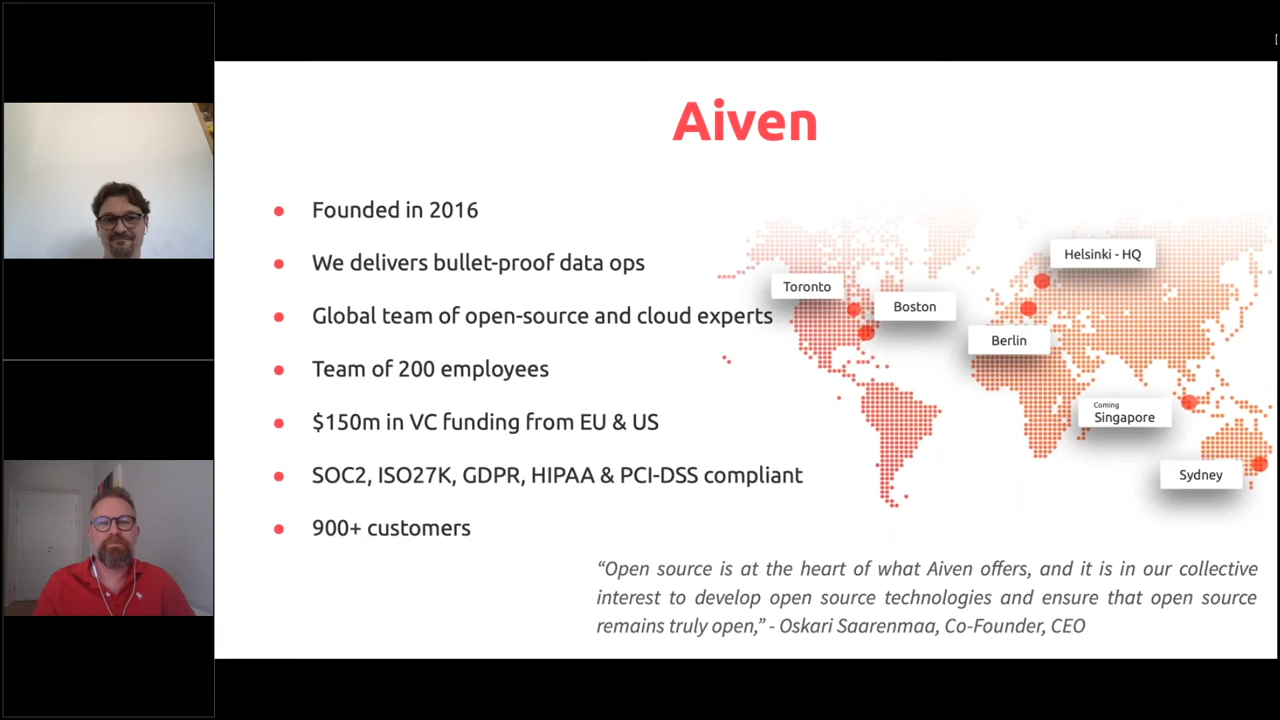 Aiven
Founded in 2016
We delivers bullet-proof data ops
Global team of open-source and cloud experts
Team of 200 employees
$150m in VC funding from EU & US
SOC2, ISO27K, GDPR, HIPAA & PCI-DSS compliant
900+ customers
Helsinki - HQ
Toronto
Boston
Berlin
Coming
Singapore
Sydney
“Open source is at the heart of what Aiven offers, and it is in our collective
interest to develop open source technologies and ensure that open source
remains truly open,” - Oskari Saarenmaa, Co-Founder, CEO